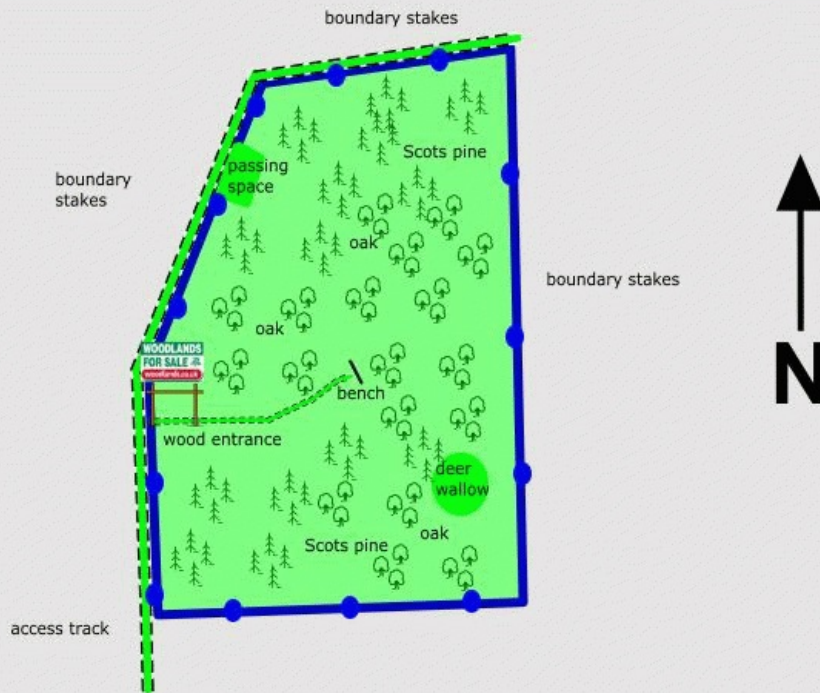 boundary stakes
boundary
stakes
passing
space
Scots pine
oak
boundary stakes
N
oak
WOODLANDS
FOR SALE
woodlands.co.uk
bench
wood entrance
deer
wallow
oak
Scots pine
access track